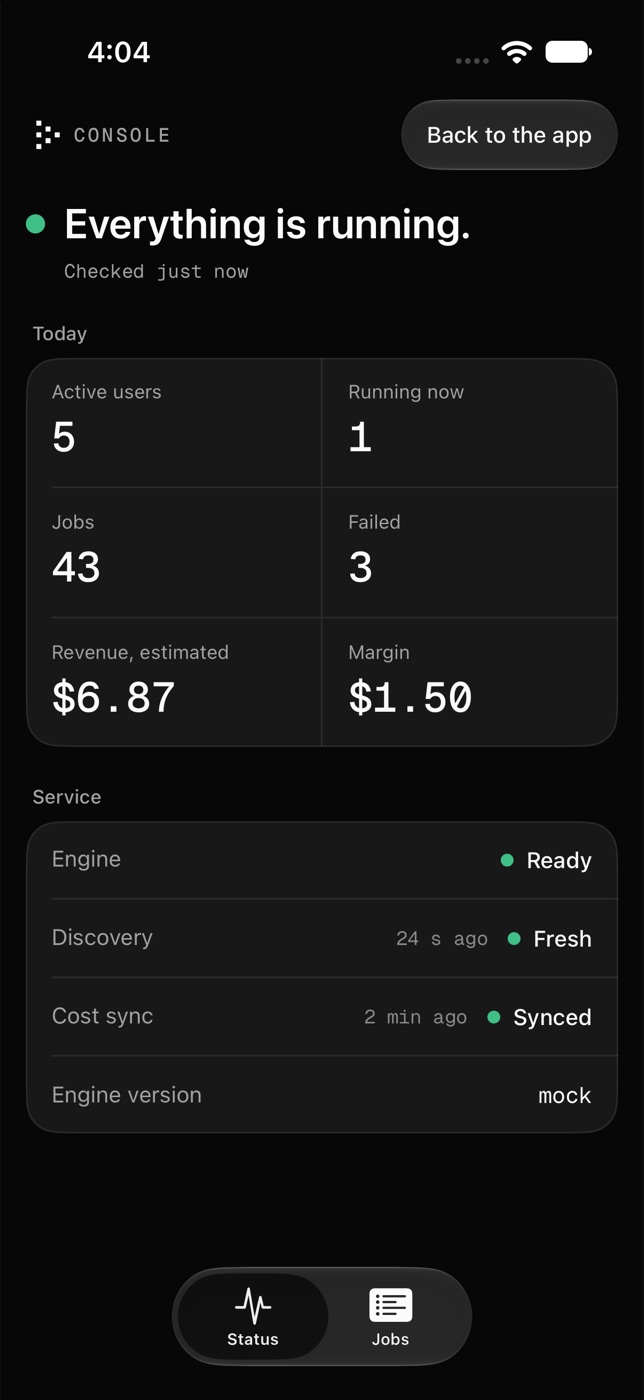 4:04
CONSOLE
Back to the app
Everything is running.
Checked just now
Today
Active users
5
Running now
1
Jobs
43
Failed
3
Revenue, estimated
$6.87
Margin
$1.50
Service
Engine
Ready
Discovery
24 s ago
Fresh
Cost sync
2 min ago
Synced
Engine version
mock
Status
Jobs